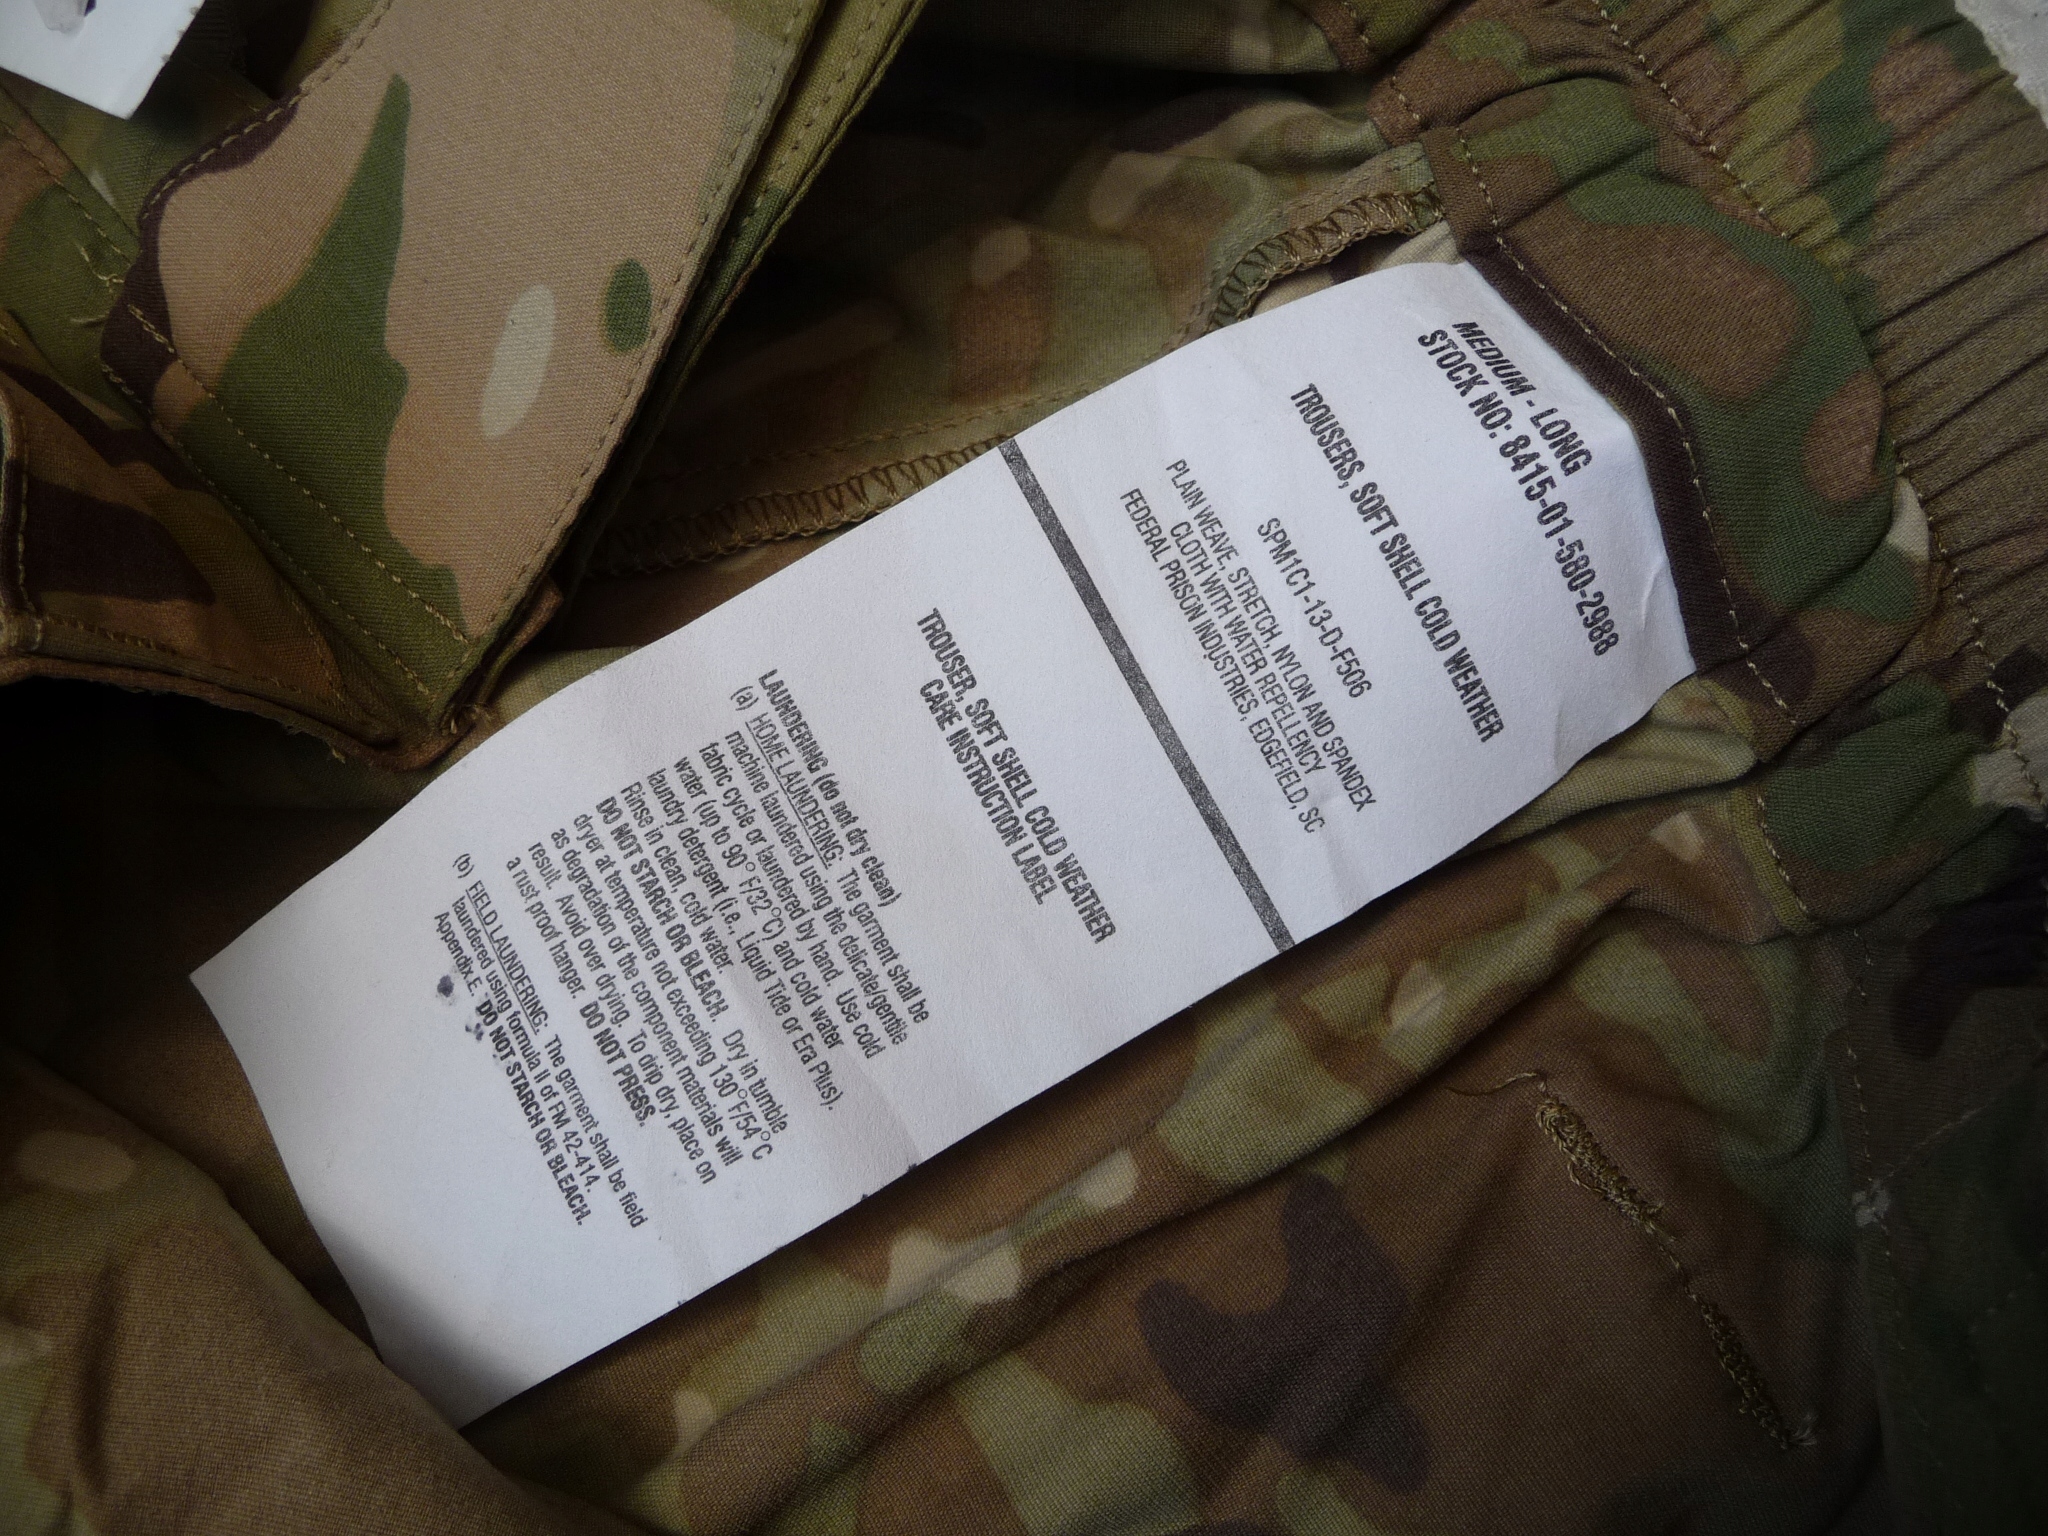 MEDIUM - LONG
STOCK NO: 8415-01-580-2988
TROUSERS, SOFT SHELL COLD WEATHER
SPM1C1-13-D-F506
PLAIN WEAVE, STRETCH, NYLON AND SPANDEX
CLOTH WITH WATER REPELLENCY
FEDERAL PRISON INDUSTRIES, EDGEFIELD, SC
TROUSER, SOFT SHELL COLD WEATHER
CARE INSTRUCTION LABEL
LAUNDERING (do not dry clean)
(a) HOME LAUNDERING: The garment shall be
machine laundered using the delicate/gentile
fabric cycle or laundered by hand. Use cold
water (up to 90° F/32°C) and cold water
laundry detergent (i.e., Liquid Tide or Era Plus).
Rinse in clean, cold water.
DO NOT STARCH OR BLEACH. Dry in tumble
dryer at temperature not exceeding 130°F/54°C
as degradation of the component materials will
result. Avoid over drying. To drip dry, place on
a rust proof hanger. DO NOT PRESS.
(b) FIELD LAUNDERING: The garment shall be field
laundered using formula II of FM 42-414.
Appendix E. DO NOT STARCH OR BLEACH.